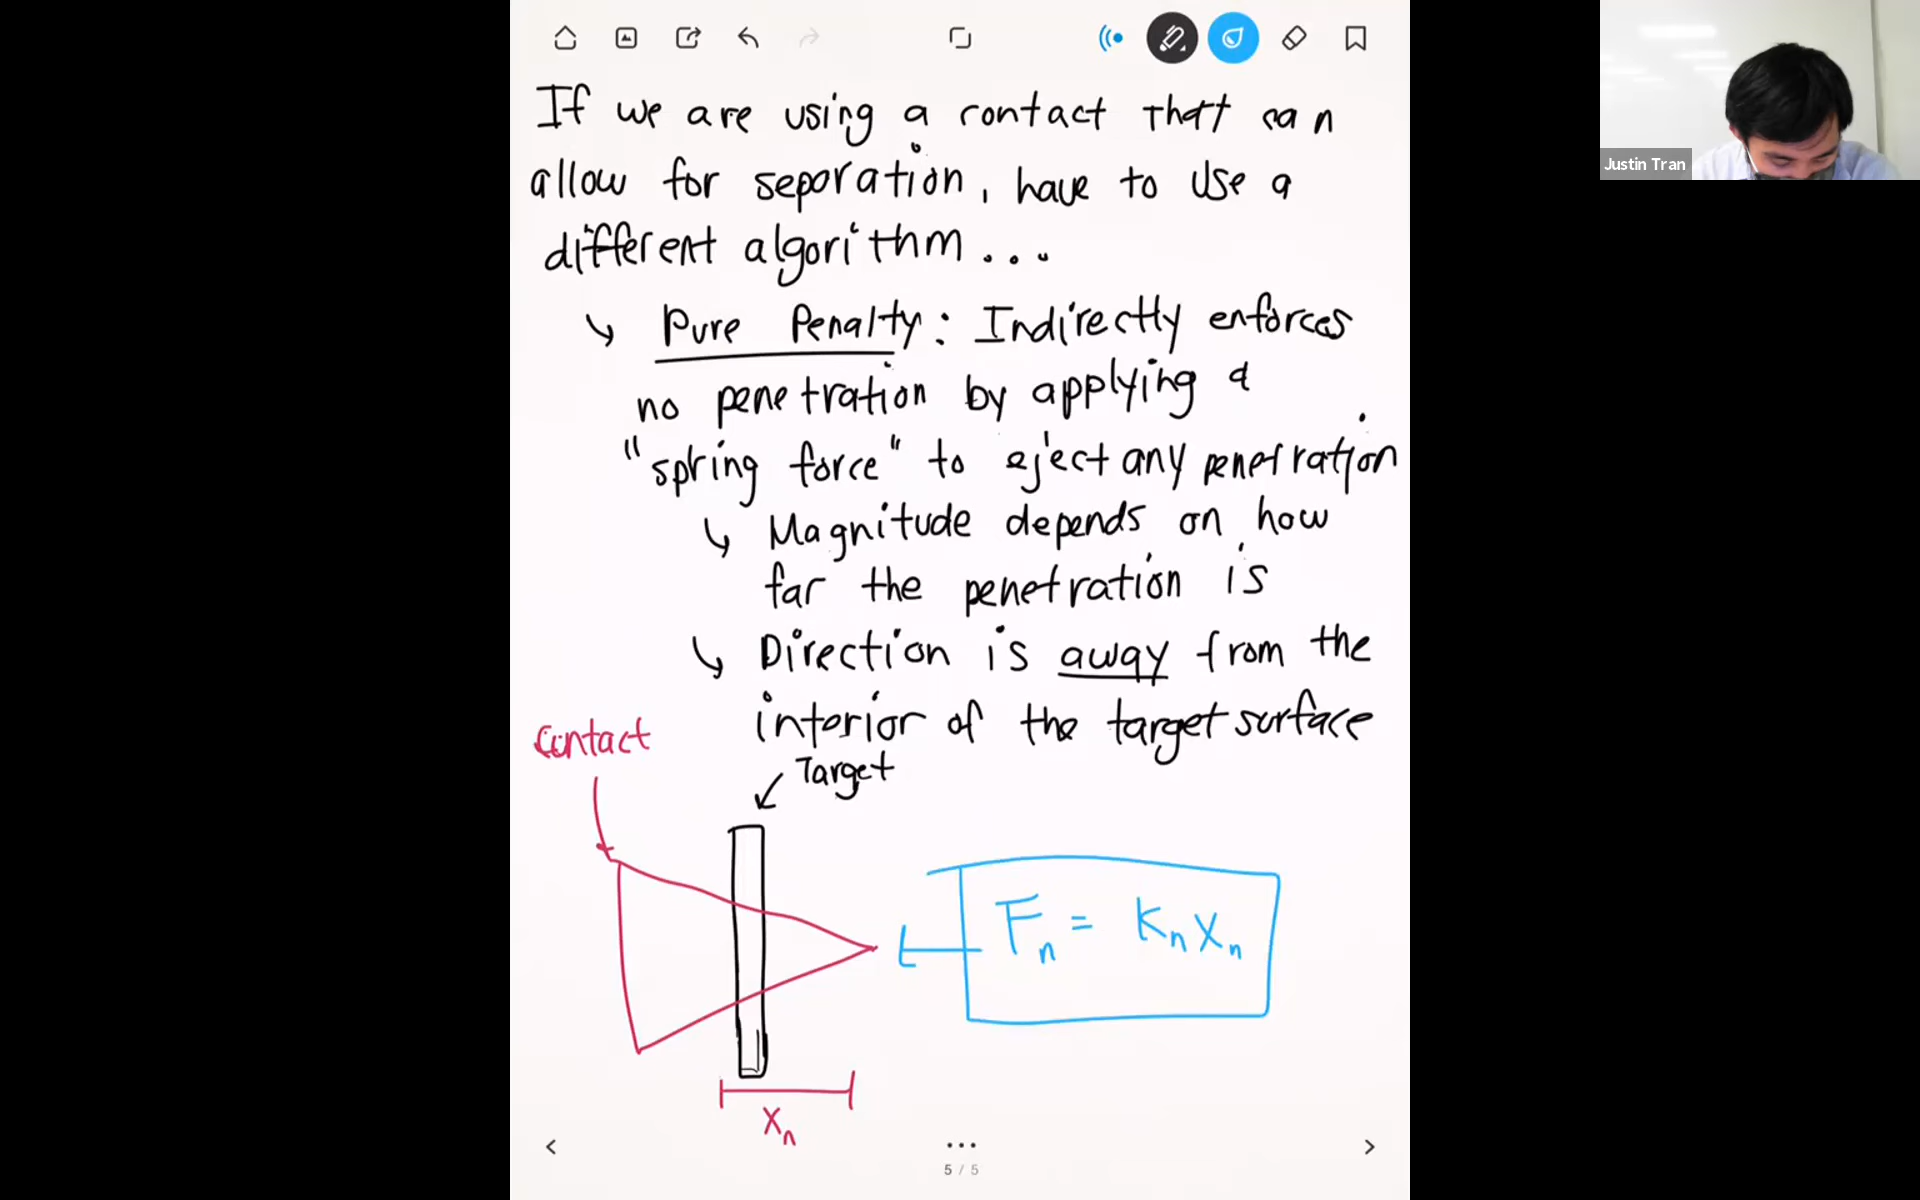 If we are using a contact that can
allow for separation, have to use a
different algorithm...
↳ Pure Penalty: Indirectly enforces
no penetration by applying a
"spring force" to eject any penetration
↳ Magnitude depends on how
far the penetration is
↳ Direction is away from the
interior of the target surface
Contact
Target
Fn = Knxn
xn
5 / 5
Justin Tran